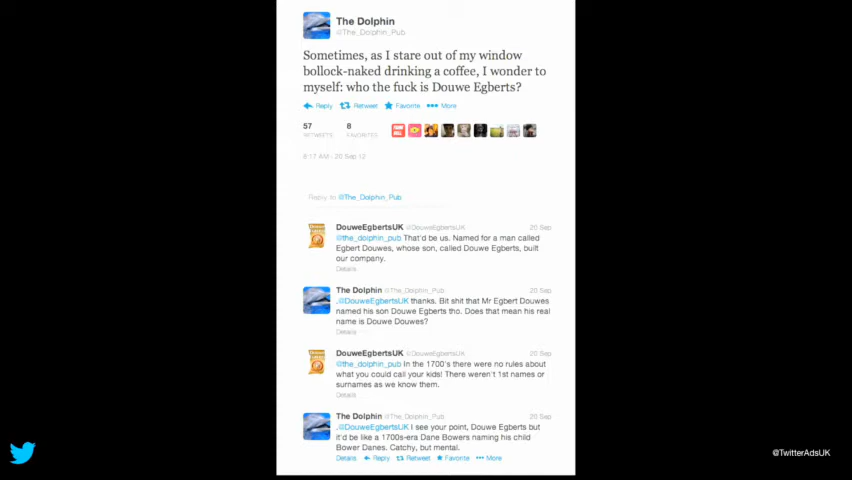 The Dolphin
@The_Dolphin_Pub
Sometimes, as I stare out of my window
bollock-naked drinking a coffee, I wonder to
myself: who the fuck is Douwe Egberts?
Reply Retweet Favorite More
57 8
RETWEETS FAVORITES
8:17 AM - 20 Sep 12
Reply to @The_Dolphin_Pub
DouweEgbertsUK @DouweEgbertsUK 20 Sep
@the_dolphin_pub That'd be us. Named for a man called
Egbert Douwes, whose son, called Douwe Egberts, built
our company.
Details
The Dolphin @The_Dolphin_Pub 20 Sep
.@DouweEgbertsUK thanks. Bit shit that Mr Egbert Douwes
named his son Douwe Egberts tho. Does that mean his real
name is Douwe Douwes?
Details
DouweEgbertsUK @DouweEgbertsUK 20 Sep
@the_dolphin_pub In the 1700's there were no rules about
what you could call your kids! There weren't 1st names or
surnames as we know them.
Details
The Dolphin @The_Dolphin_Pub 20 Sep
.@DouweEgbertsUK I see your point, Douwe Egberts but
it'd be like a 1700s-era Dane Bowers naming his child
Bower Danes. Catchy, but mental.
Details Reply Retweet Favorite More
@TwitterAdsUK